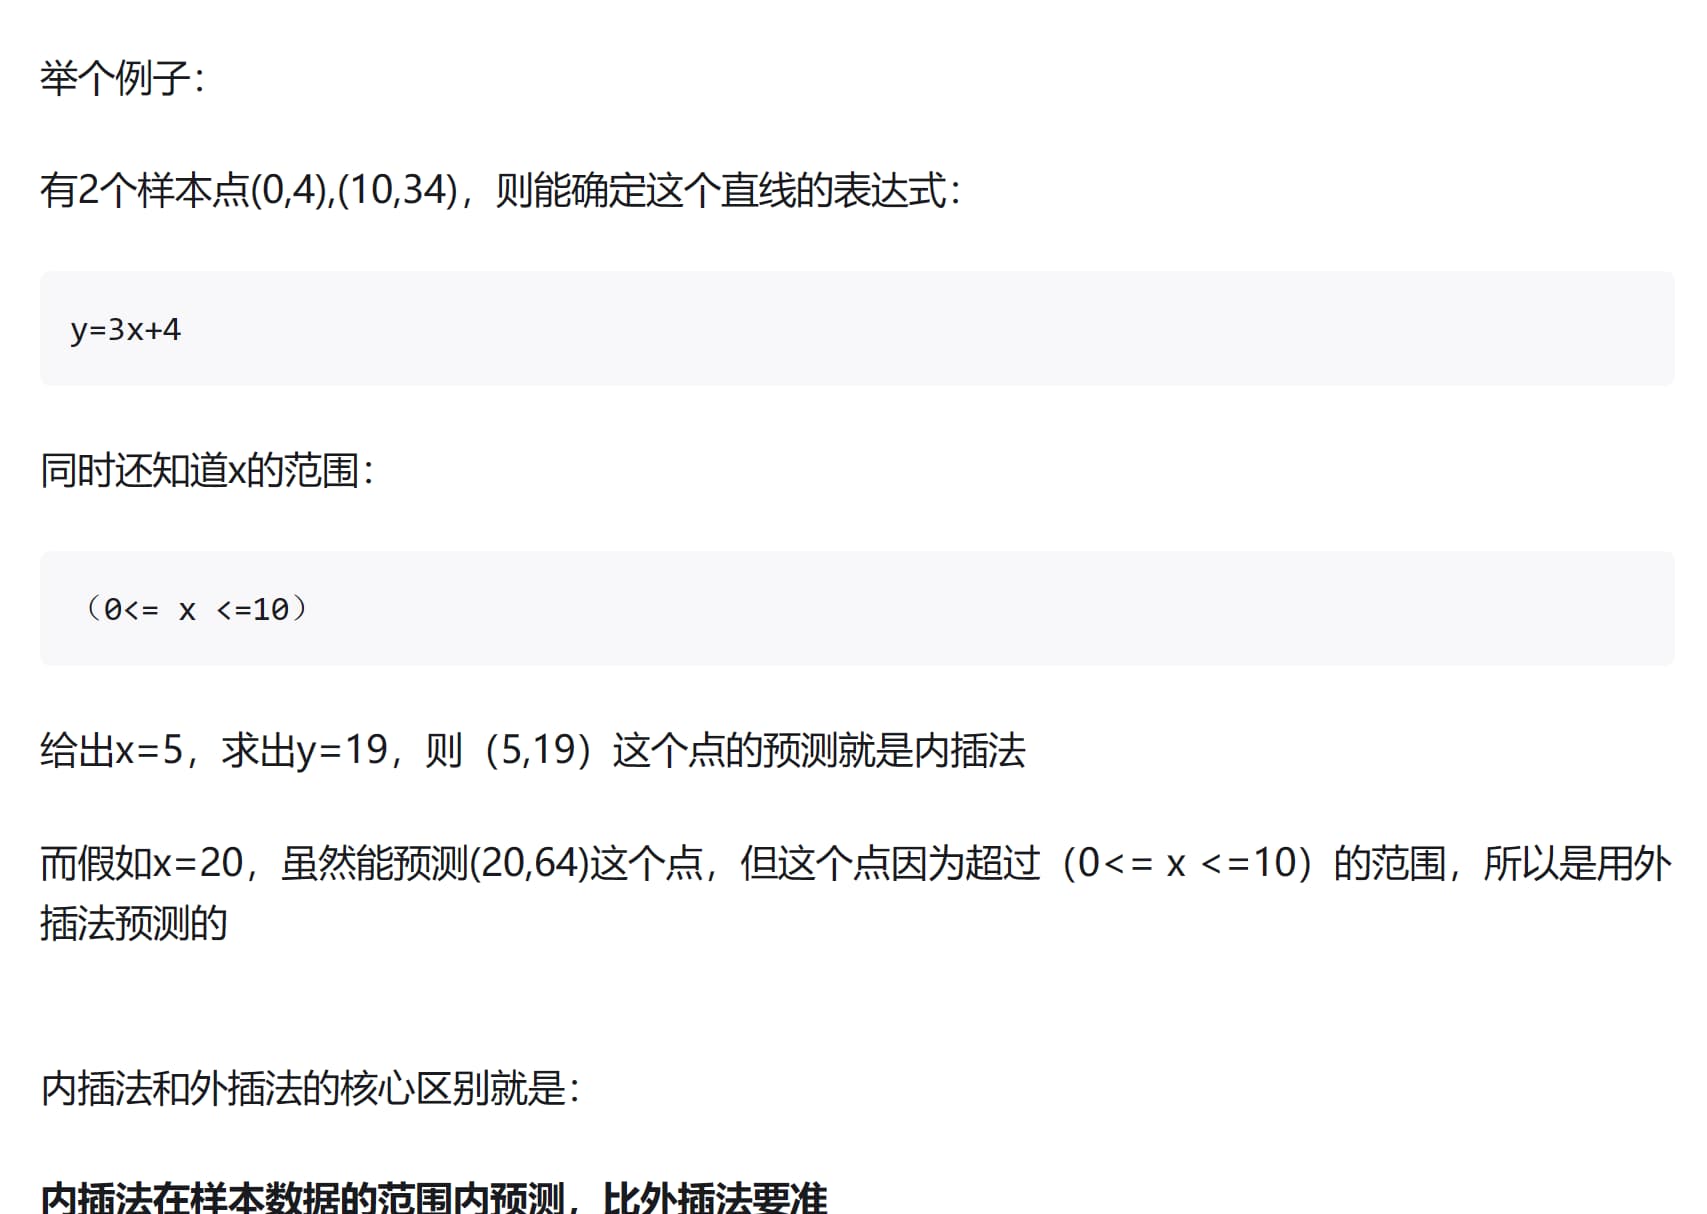 举个例子：
有2个样本点(0,4),(10,34)，则能确定这个直线的表达式：
y=3x+4
同时还知道x的范围：
（0<= x <=10）
给出x=5，求出y=19，则（5,19）这个点的预测就是内插法
而假如x=20，虽然能预测(20,64)这个点，但这个点因为超过（0<= x <=10）的范围，所以是用外
插法预测的
内插法和外插法的核心区别就是：
内插法在样本数据的范围内预测，比外插法要准